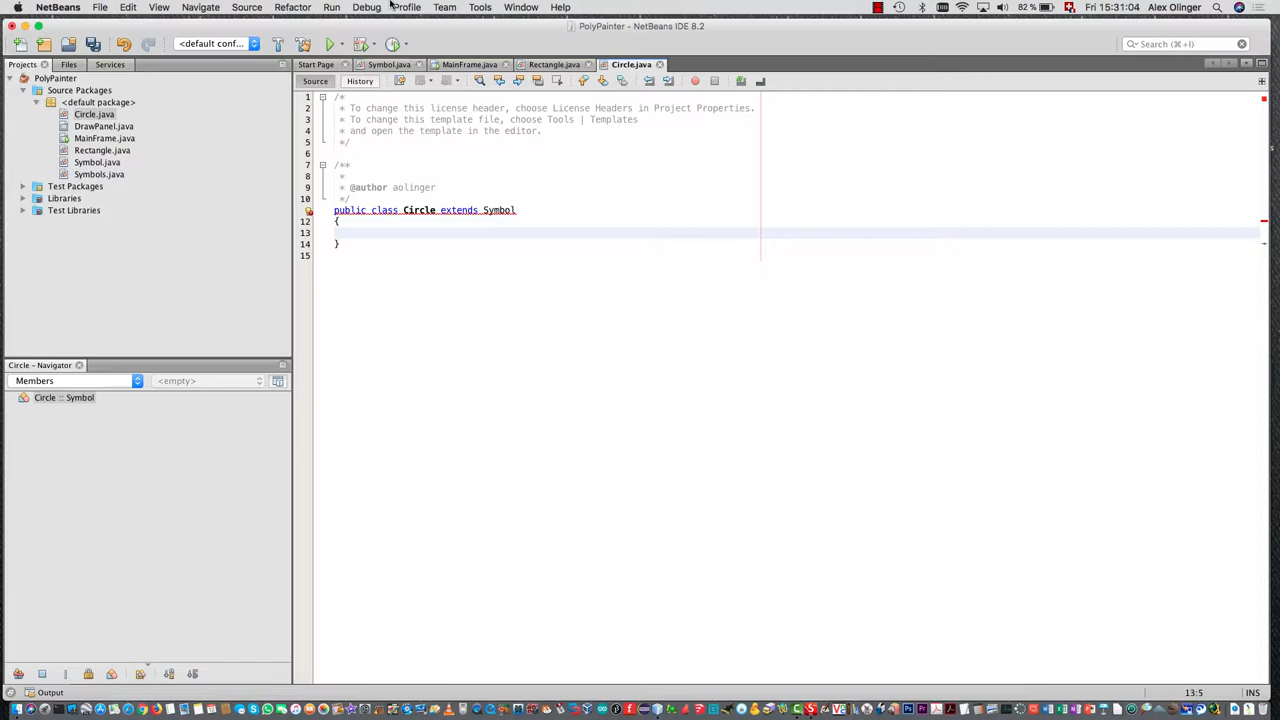 NetBeans File Edit View Navigate Source Refactor Run Debug Profile Team Tools Window Help 82 % Fri 15:31:04 Alex Olinger
PolyPainter - NetBeans IDE 8.2
<default conf... Search (⌘+I)
Projects Files Services Start Page Symbol.java MainFrame.java Rectangle.java Circle.java
PolyPainter
Source Packages
<default package>
Circle.java
DrawPanel.java
MainFrame.java
Rectangle.java
Symbol.java
Symbols.java
Test Packages
Libraries
Test Libraries
Source History
1 /*
2 * To change this license header, choose License Headers in Project Properties.
3 * To change this template file, choose Tools | Templates
4 * and open the template in the editor.
5 */
6
7 /**
8 *
9 * @author aolinger
10 */
public class Circle extends Symbol
12 {
13
14 }
15
Circle - Navigator
Members <empty>
Circle :: Symbol
Output 13:5 INS